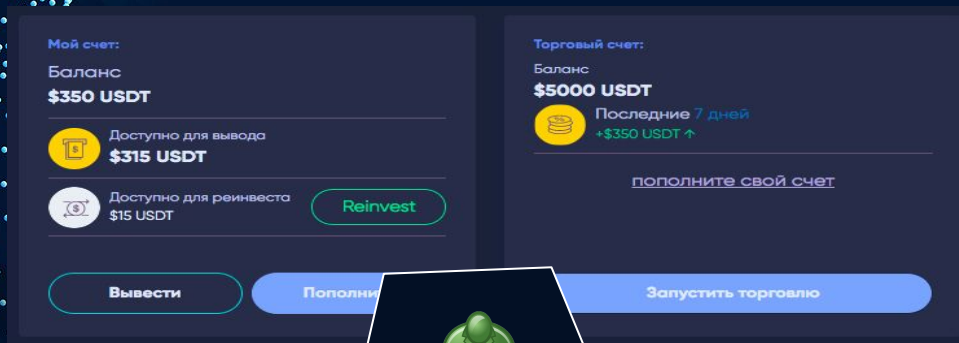 Мой счет:
Баланс
$350 USDT
Доступно для вывода
$315 USDT
Доступно для реинвеста
$15 USDT
Reinvest
Вывести
Торговый счет:
Баланс
$5000 USDT
Последние 7 дней
+$350 USDT ↑
пополните свой счет
Запустить торговлю